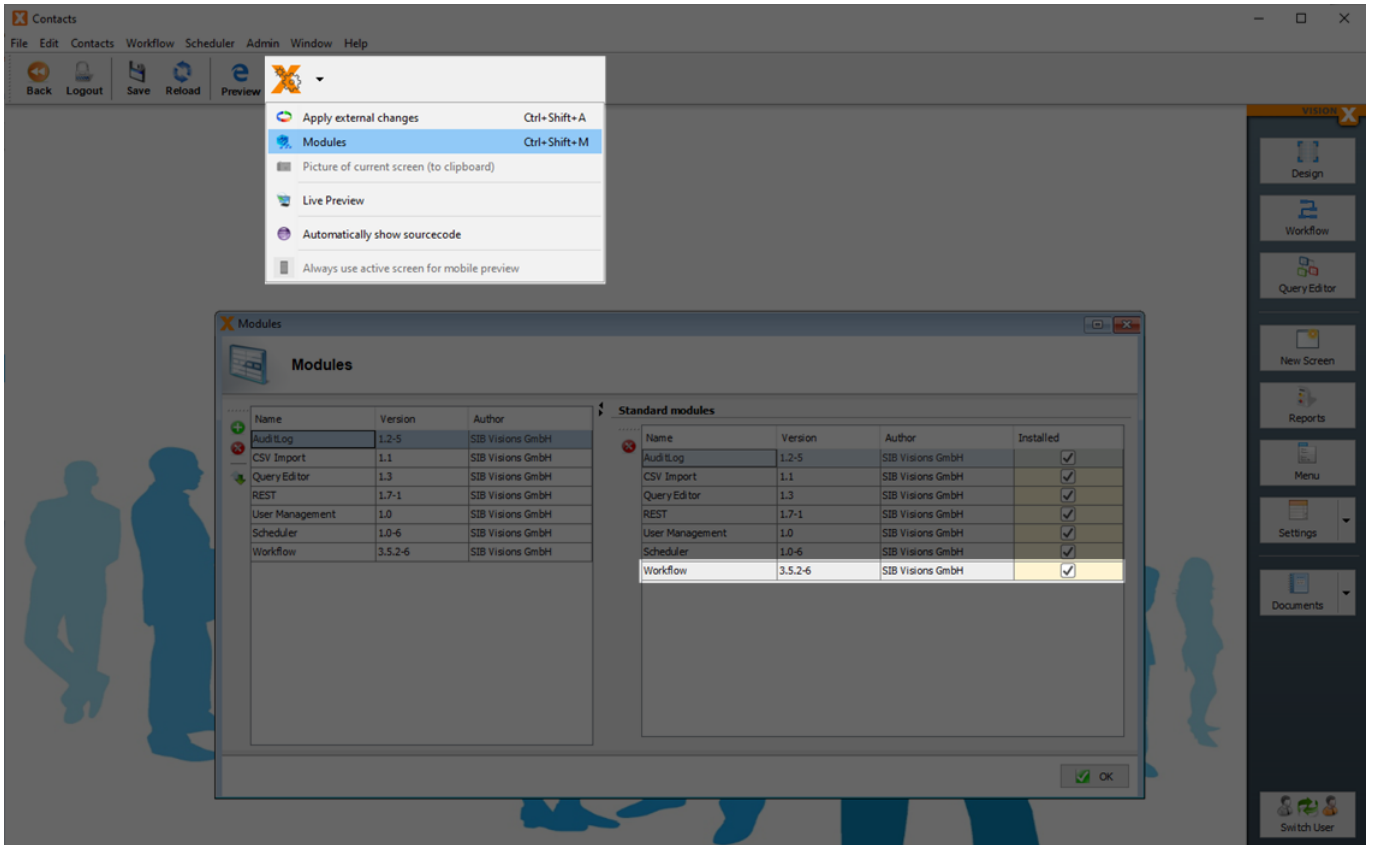 Contacts
File Edit Contacts Workflow Scheduler Admin Window Help
Back Logout Save Reload Preview
Apply external changes Ctrl+Shift+A
Modules Ctrl+Shift+M
Picture of current screen (to clipboard)
Live Preview
Automatically show sourcecode
Always use active screen for mobile preview
VISION X
Design
Workflow
Query Editor
New Screen
Reports
Menu
Settings
Documents
Switch User
Modules
Modules
Name Version Author
AuditLog 1.2-5 SIB Visions GmbH
CSV Import 1.1 SIB Visions GmbH
Query Editor 1.3 SIB Visions GmbH
REST 1.7-1 SIB Visions GmbH
User Management 1.0 SIB Visions GmbH
Scheduler 1.0-6 SIB Visions GmbH
Workflow 3.5.2-6 SIB Visions GmbH
Standard modules
Name Version Author Installed
AuditLog 1.2-5 SIB Visions GmbH
CSV Import 1.1 SIB Visions GmbH
Query Editor 1.3 SIB Visions GmbH
REST 1.7-1 SIB Visions GmbH
User Management 1.0 SIB Visions GmbH
Scheduler 1.0-6 SIB Visions GmbH
Workflow 3.5.2-6 SIB Visions GmbH
OK